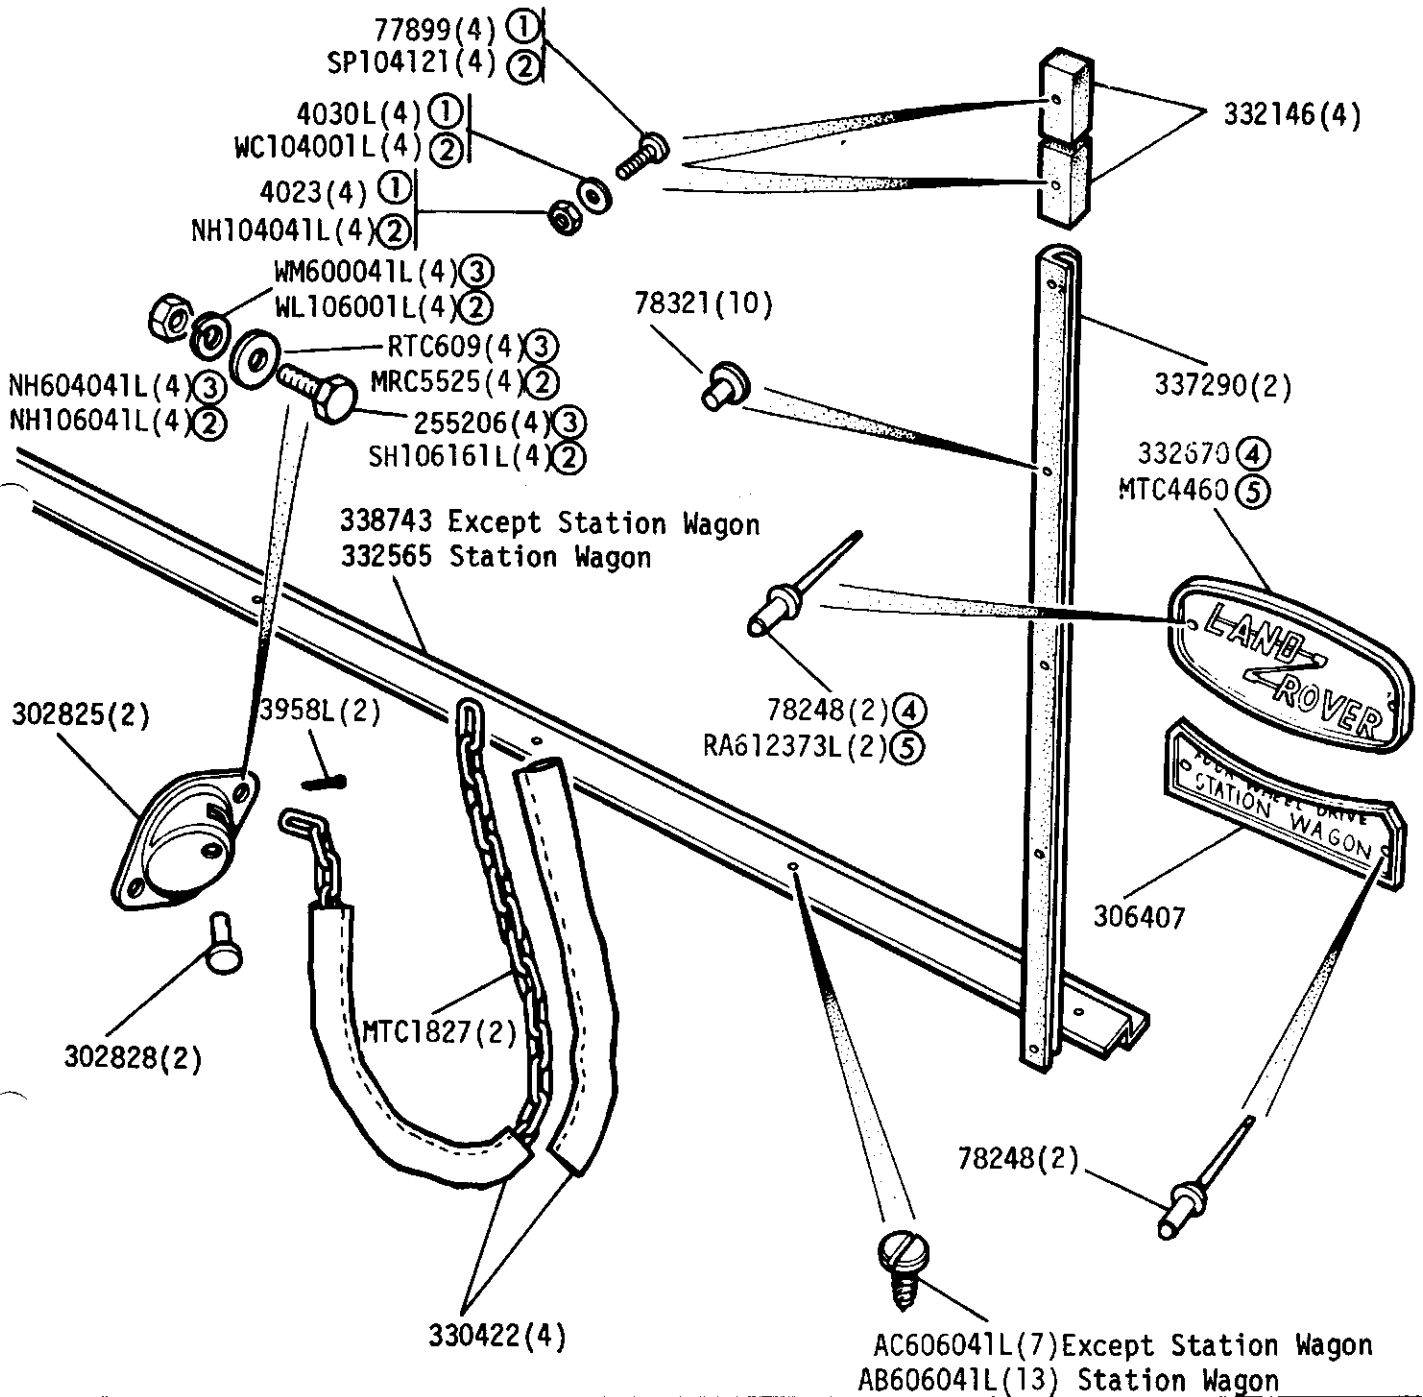 77899(4) ①
SP104121(4) ②
4030L(4) ①
WC104001L(4) ②
4023(4) ①
NH104041L(4) ②
WM600041L(4) ③
WL106001L(4) ②
RTC609(4) ③
MRC5525(4) ②
NH604041L(4) ③
NH106041L(4) ②
255206(4) ③
SH106161L(4) ②
332146(4)
78321(10)
337290(2)
332670 ④
MTC4460 ⑤
338743 Except Station Wagon
332565 Station Wagon
LAND
ROVER
78248(2) ④
RA612373L(2) ⑤
302825(2)
3958L(2)
FOUR WHEEL DRIVE
STATION WAGON
306407
MTC1827(2)
302828(2)
78248(2)
330422(4)
AC606041L(7) Except Station Wagon
AB606041L(13) Station Wagon